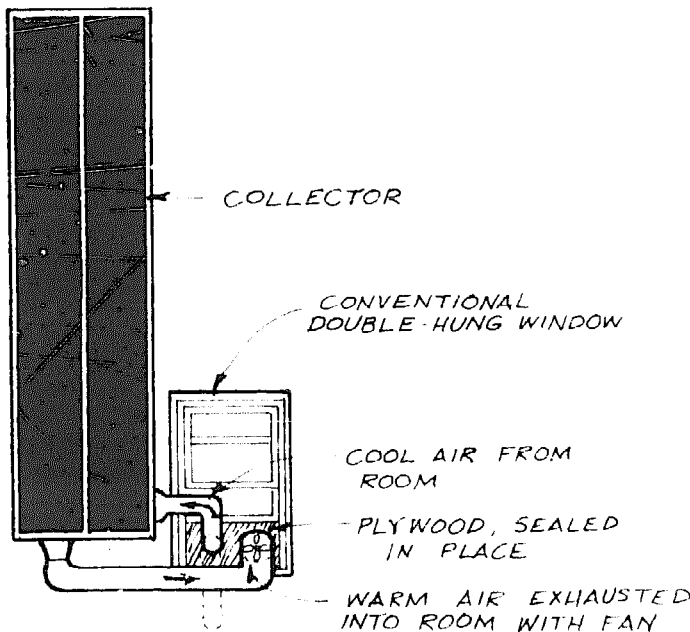 COLLECTOR
CONVENTIONAL
DOUBLE-HUNG WINDOW
COOL AIR FROM
ROOM
PLYWOOD, SEALED
IN PLACE
WARM AIR EXHAUSTED
INTO ROOM WITH FAN